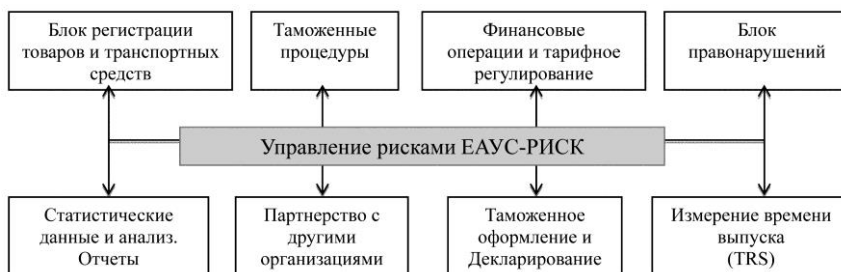 Блок регистрации
товаров и транспортных
средств
Таможенные
процедуры
Финансовые
операции и тарифное
регулирование
Блок
правонарушений
Управление рисками ЕАУС-РИСК
Статистические
данные и анализ.
Отчеты
Партнерство с
другими
организациями
Таможенное
оформление и
Декларирование
Измерение времени
выпуска
(TRS)